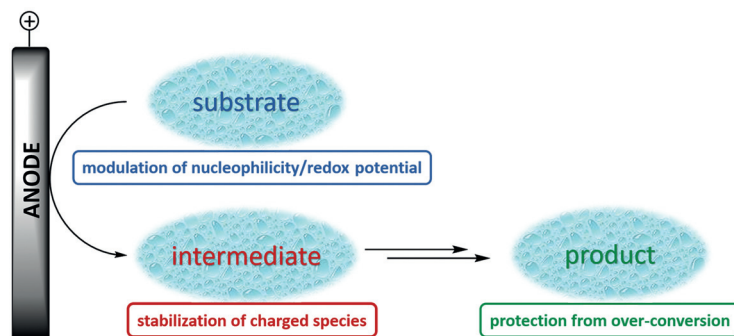 +
ANODE
substrate
modulation of nucleophilicity/redox potential
intermediate
stabilization of charged species
product
protection from over-conversion